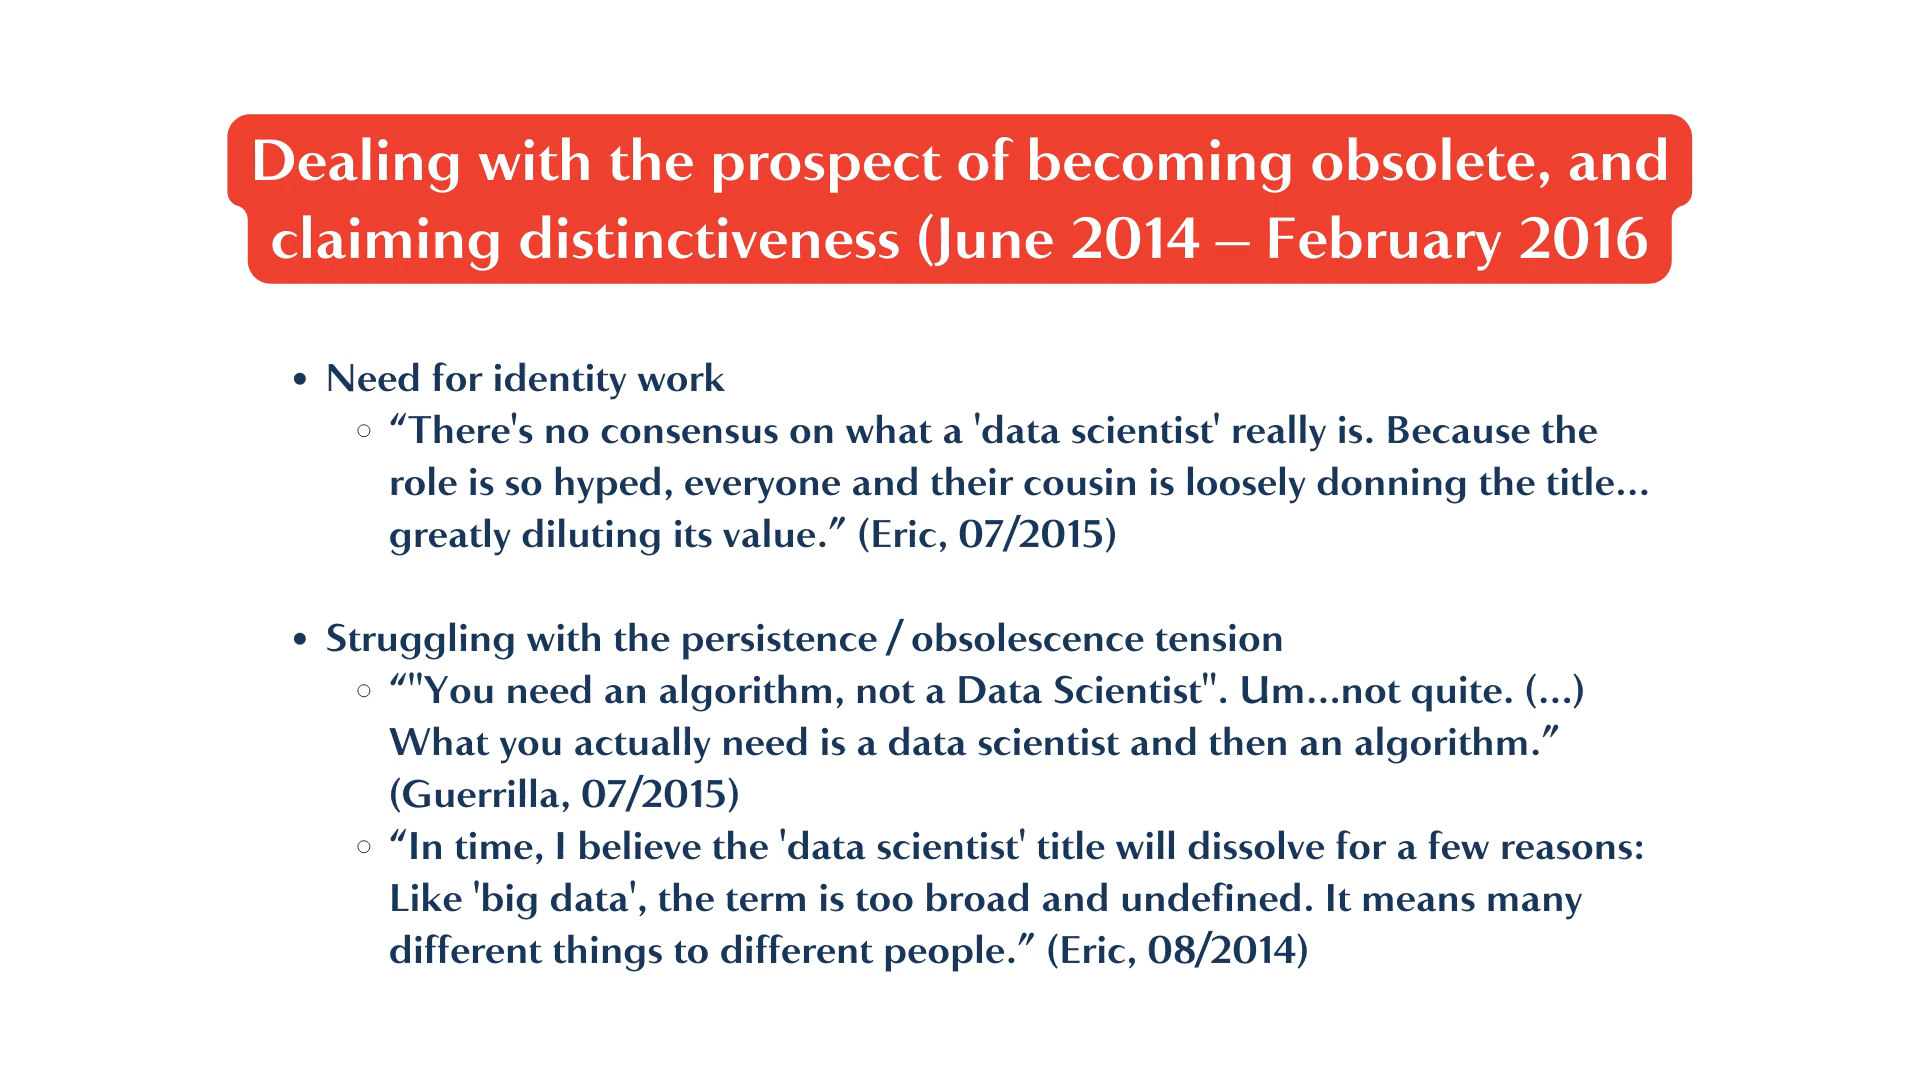 Dealing with the prospect of becoming obsolete, and
claiming distinctiveness (June 2014 – February 2016
• Need for identity work
○ “There's no consensus on what a 'data scientist' really is. Because the
role is so hyped, everyone and their cousin is loosely donning the title...
greatly diluting its value.” (Eric, 07/2015)
• Struggling with the persistence / obsolescence tension
○ “"You need an algorithm, not a Data Scientist". Um...not quite. (...)
What you actually need is a data scientist and then an algorithm.”
(Guerrilla, 07/2015)
○ “In time, I believe the 'data scientist' title will dissolve for a few reasons:
Like 'big data', the term is too broad and undefined. It means many
different things to different people.” (Eric, 08/2014)